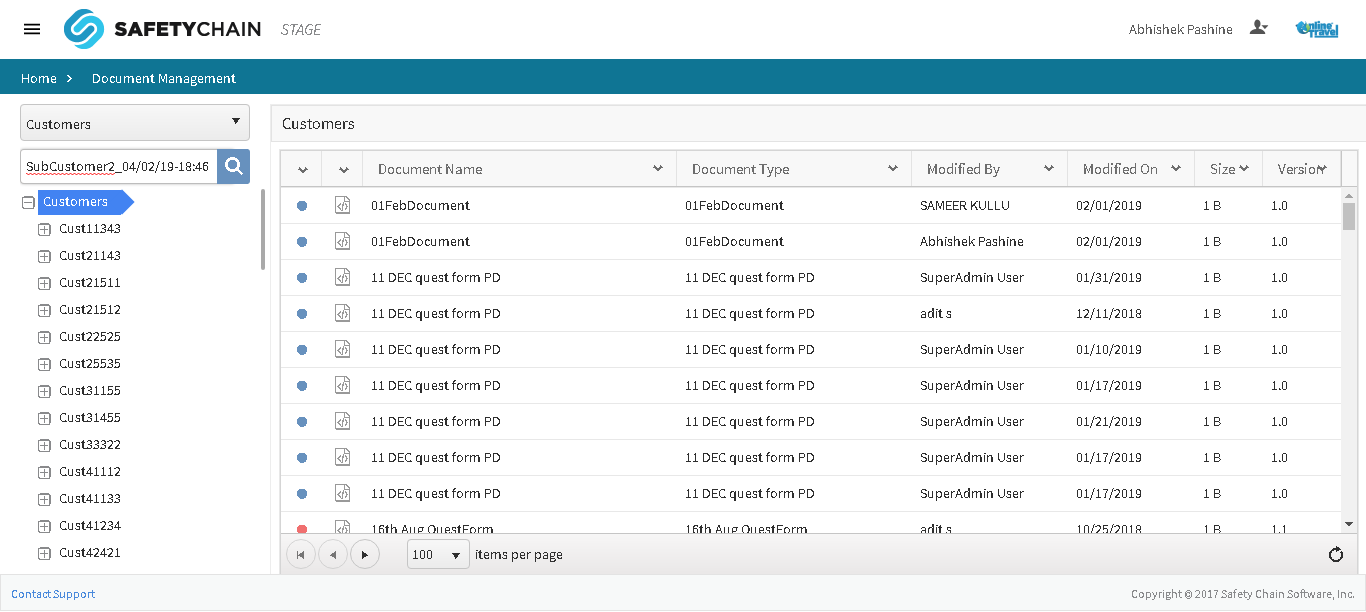 SAFETYCHAIN STAGE
Abhishek Pashine
Online Travel
Home Document Management
Customers
SubCustomer2_04/02/19-18:46
Customers
Cust11343
Cust21143
Cust21511
Cust21512
Cust22525
Cust25535
Cust31155
Cust31455
Cust33322
Cust41112
Cust41133
Cust41234
Cust42421
Customers
Document Name Document Type Modified By Modified On Size Version
01FebDocument 01FebDocument SAMEER KULLU 02/01/2019 1 B 1.0
01FebDocument 01FebDocument Abhishek Pashine 02/01/2019 1 B 1.0
11 DEC quest form PD 11 DEC quest form PD SuperAdmin User 01/31/2019 1 B 1.0
11 DEC quest form PD 11 DEC quest form PD adit s 12/11/2018 1 B 1.0
11 DEC quest form PD 11 DEC quest form PD SuperAdmin User 01/10/2019 1 B 1.0
11 DEC quest form PD 11 DEC quest form PD SuperAdmin User 01/17/2019 1 B 1.0
11 DEC quest form PD 11 DEC quest form PD SuperAdmin User 01/21/2019 1 B 1.0
11 DEC quest form PD 11 DEC quest form PD SuperAdmin User 01/17/2019 1 B 1.0
11 DEC quest form PD 11 DEC quest form PD SuperAdmin User 01/17/2019 1 B 1.0
16th Aug QuestForm 16th Aug QuestForm adit s 10/25/2018 1 B 1.1
100 items per page
Contact Support
Copyright © 2017 Safety Chain Software, Inc.